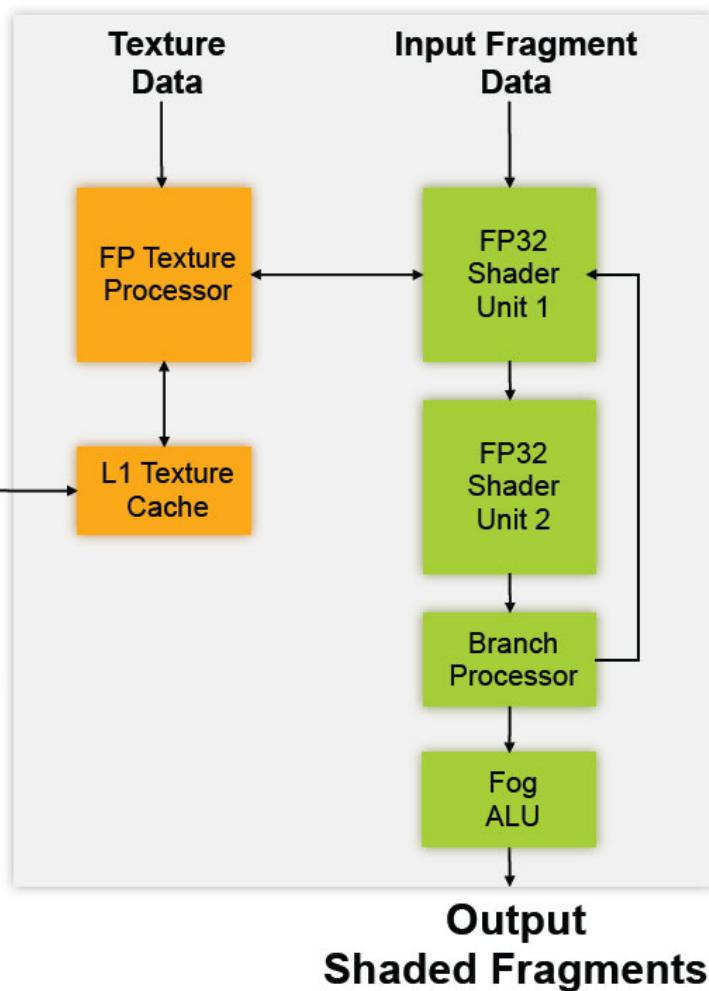 Texture
Data
Input Fragment
Data
FP Texture
Processor
FP32
Shader
Unit 1
L1 Texture
Cache
FP32
Shader
Unit 2
Branch
Processor
Fog
ALU
Output
Shaded Fragments